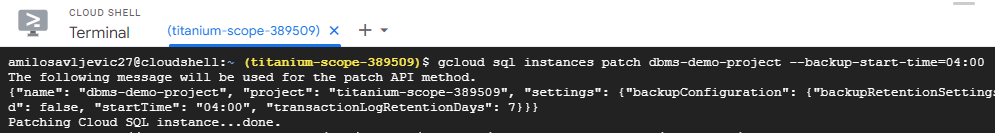 CLOUD SHELL
Terminal
(titanium-scope-389509) × + ▾
amilosavljevic27@cloudshell:~ (titanium-scope-389509)$ gcloud sql instances patch dbms-demo-project --backup-start-time=04:00
The following message will be used for the patch API method.
{"name": "dbms-demo-project", "project": "titanium-scope-389509", "settings": {"backupConfiguration": {"backupRetentionSettings
d": false, "startTime": "04:00", "transactionLogRetentionDays": 7}}}
Patching Cloud SQL instance...done.